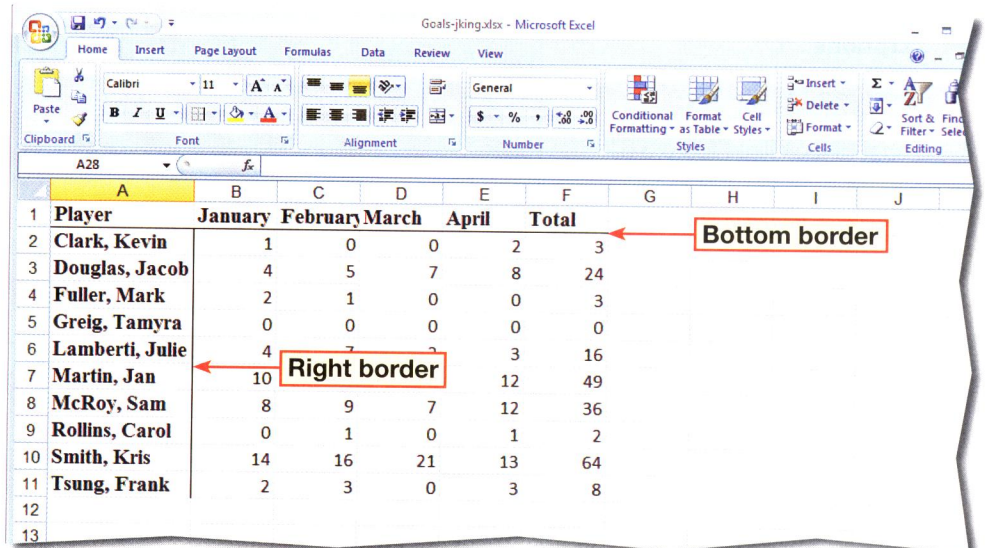 Goals-jking.xlsx - Microsoft Excel
Home Insert Page Layout Formulas Data Review View
Calibri 11 A A General Insert Σ
Paste B I U A $ % , .00 .00 Conditional Format Cell Delete Sort & Find
Formatting as Table Styles Format Filter Selec
Clipboard Font Alignment Number Styles Cells Editing
A28 fx
A B C D E F G H I J
1 Player January February March April Total
Bottom border
2 Clark, Kevin 1 0 0 2 3
3 Douglas, Jacob 4 5 7 8 24
4 Fuller, Mark 2 1 0 0 3
5 Greig, Tamyra 0 0 0 0 0
6 Lamberti, Julie 4 3 16
Right border
7 Martin, Jan 10 12 49
8 McRoy, Sam 8 9 7 12 36
9 Rollins, Carol 0 1 0 1 2
10 Smith, Kris 14 16 21 13 64
11 Tsung, Frank 2 3 0 3 8
12
13